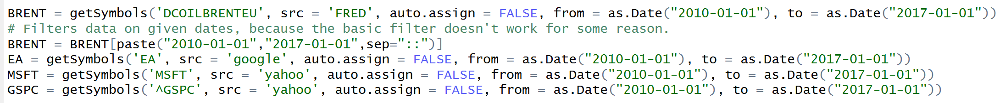 BRENT = getSymbols('DCOILBRENTEU', src = 'FRED', auto.assign = FALSE, from = as.Date("2010-01-01"), to = as.Date("2017-01-01"))
# Filters data on given dates, because the basic filter doesn't work for some reason.
BRENT = BRENT[paste("2010-01-01","2017-01-01",sep="::")]
EA = getSymbols('EA', src = 'google', auto.assign = FALSE, from = as.Date("2010-01-01"), to = as.Date("2017-01-01"))
MSFT = getSymbols('MSFT', src = 'yahoo', auto.assign = FALSE, from = as.Date("2010-01-01"), to = as.Date("2017-01-01"))
GSPC = getSymbols('^GSPC', src = 'yahoo', auto.assign = FALSE, from = as.Date("2010-01-01"), to = as.Date("2017-01-01"))